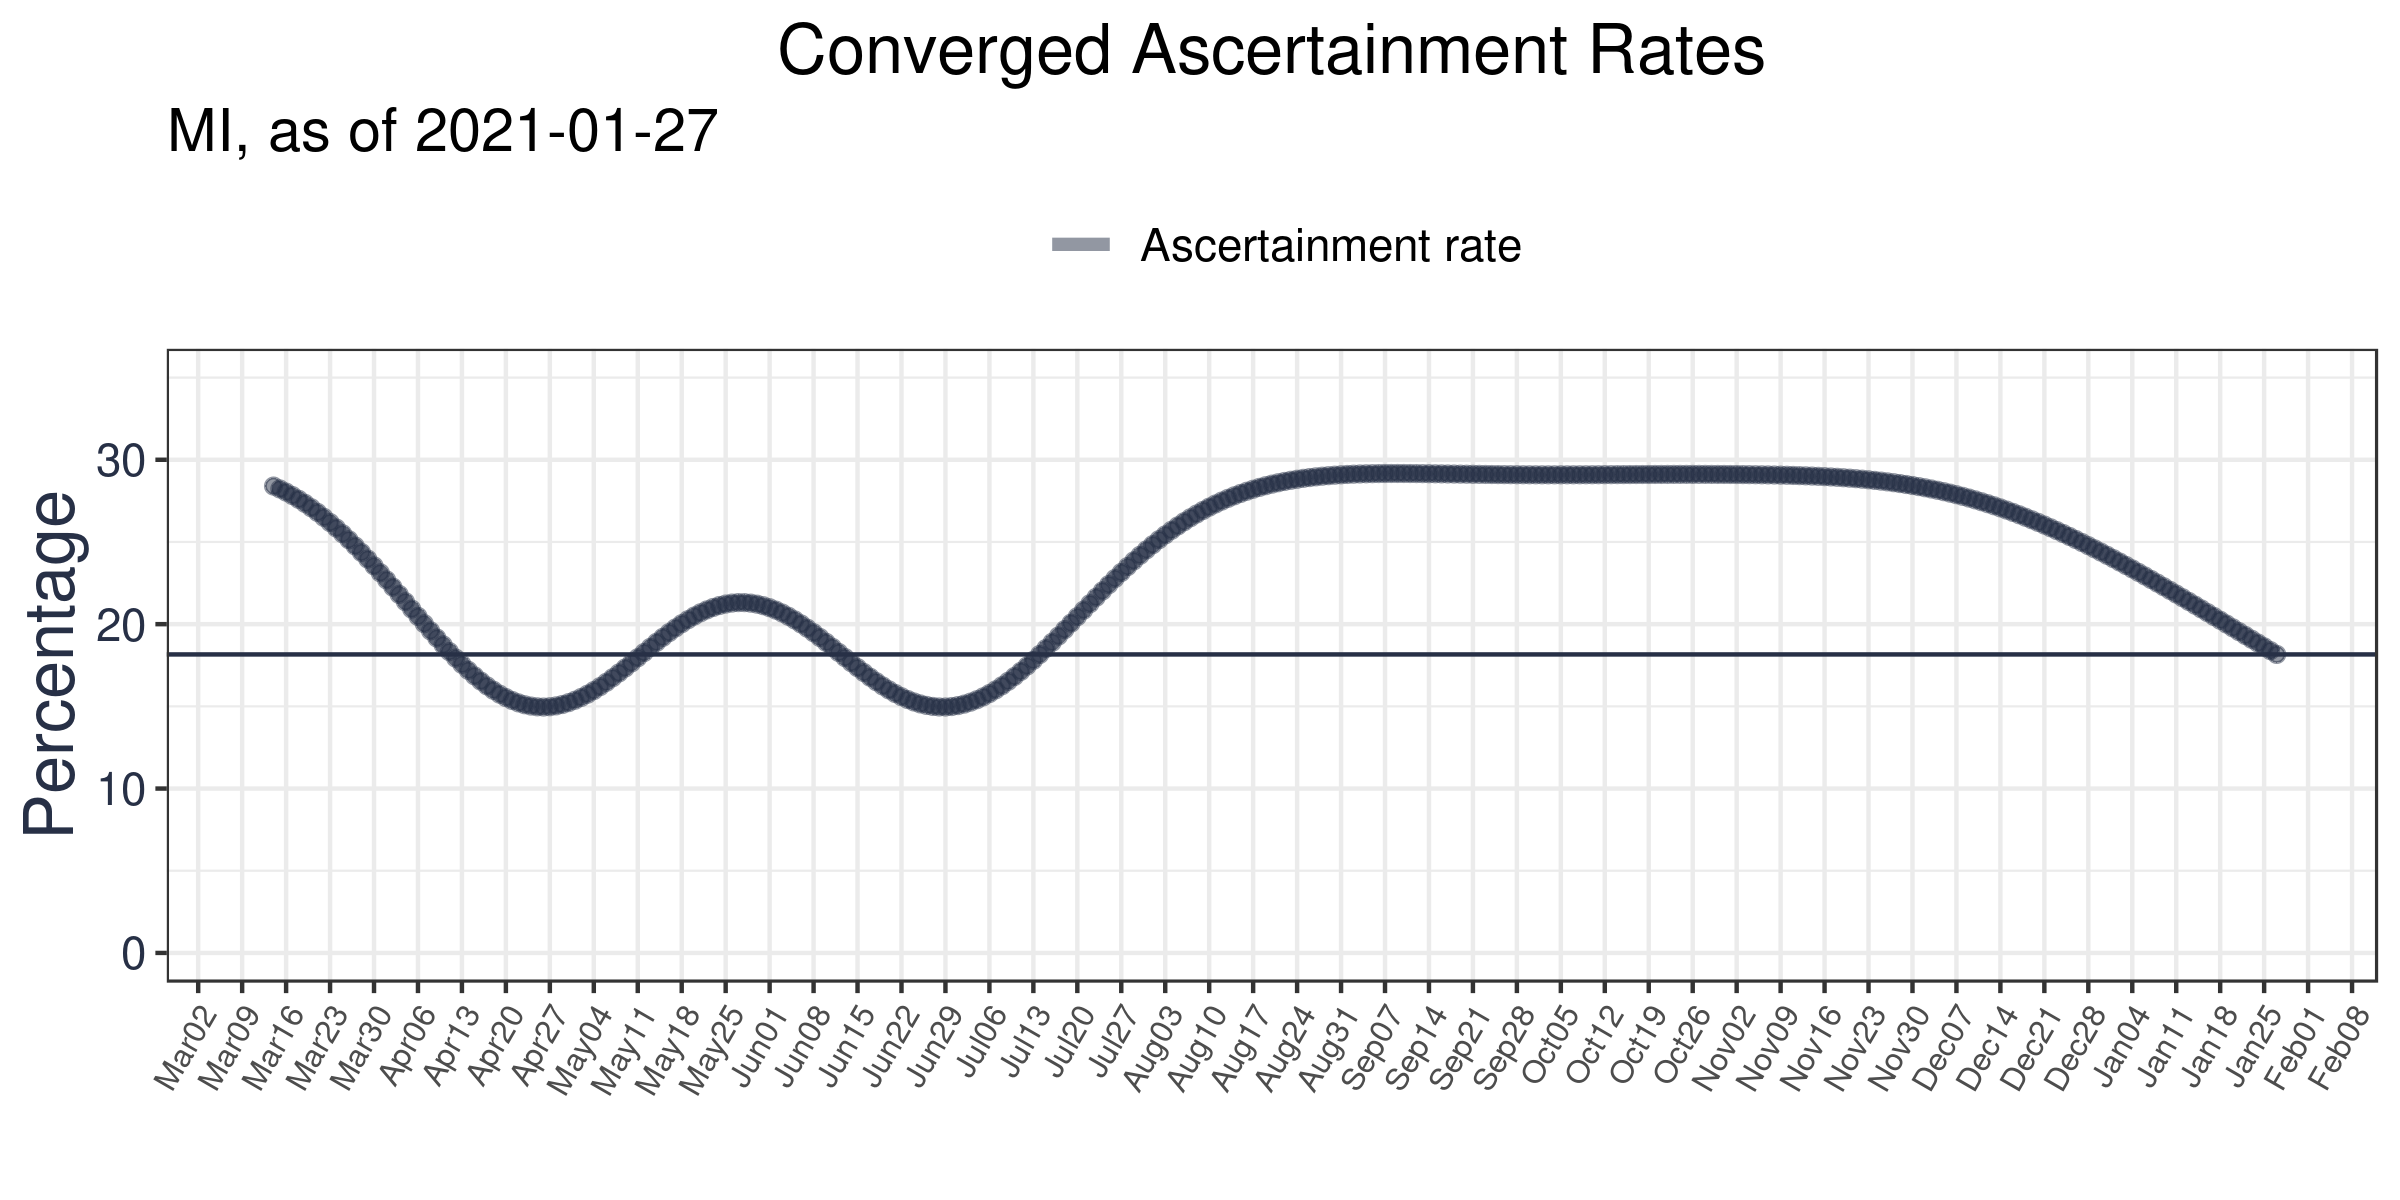 Converged Ascertainment Rates
MI, as of 2021-01-27
Ascertainment rate
Percentage
30
20
10
0
Mar02 Mar09 Mar16 Mar23 Mar30 Apr06 Apr13 Apr20 Apr27 May04 May11 May18 May25 Jun01 Jun08 Jun15 Jun22 Jun29 Jul06 Jul13 Jul20 Jul27 Aug03 Aug10 Aug17 Aug24 Aug31 Sep07 Sep14 Sep21 Sep28 Oct05 Oct12 Oct19 Oct26 Nov02 Nov09 Nov16 Nov23 Nov30 Dec07 Dec14 Dec21 Dec28 Jan04 Jan11 Jan18 Jan25 Feb01 Feb08